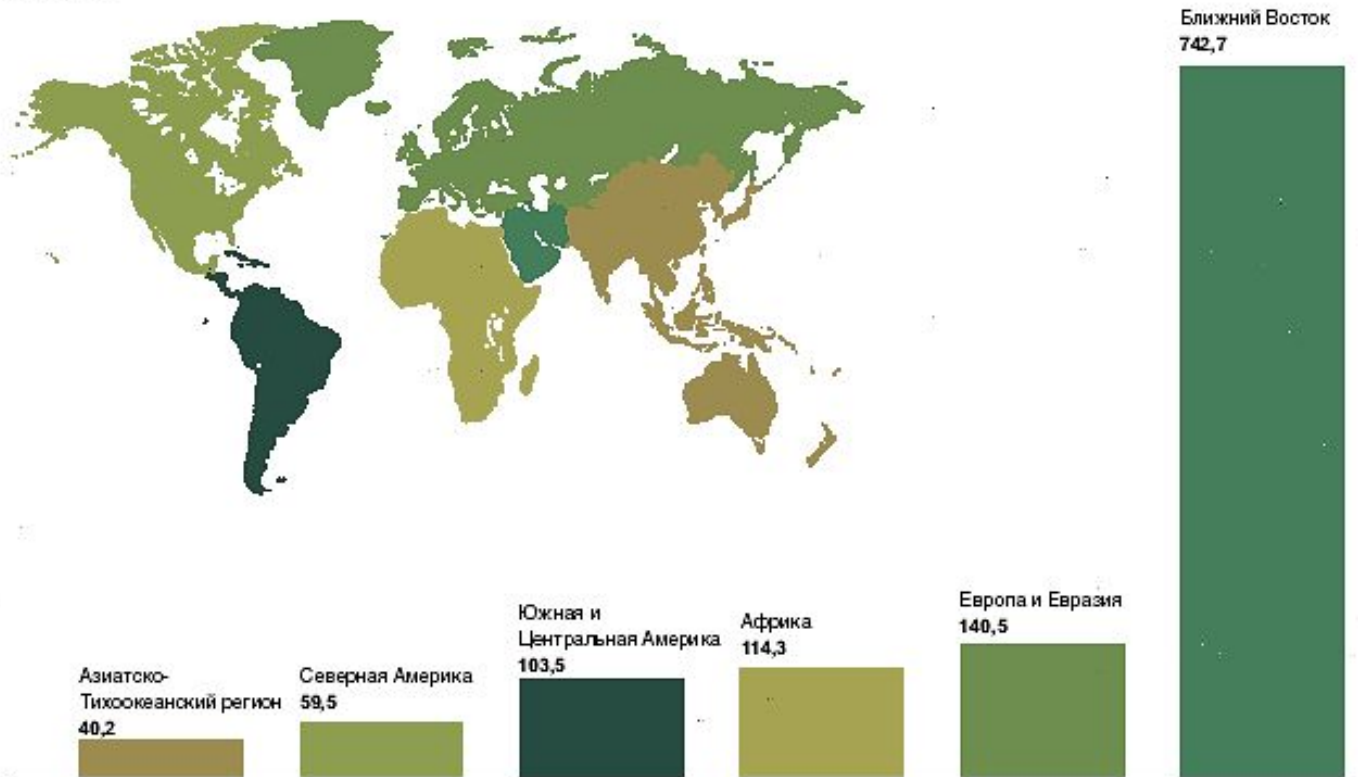 Ближний Восток
742,7
Европа и Евразия
140,5
Южная и
Центральная Америка
103,5
Африка
114,3
Азиатско-
Тихоокеанский регион
40,2
Северная Америка
59,5